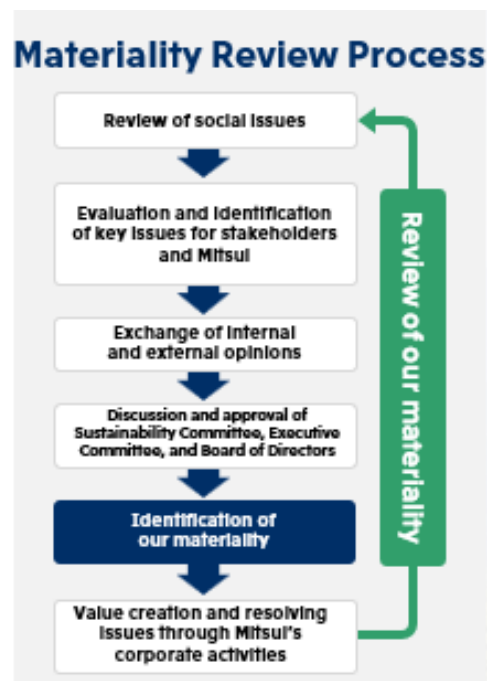 Materiality Review Process
Review of social issues
Evaluation and identification
of key issues for stakeholders
and Mitsui
Exchange of internal
and external opinions
Discussion and approval of
Sustainability Committee, Executive
Committee, and Board of Directors
Identification of
our materiality
Value creation and resolving
issues through Mitsui's
corporate activities
Review of our materiality